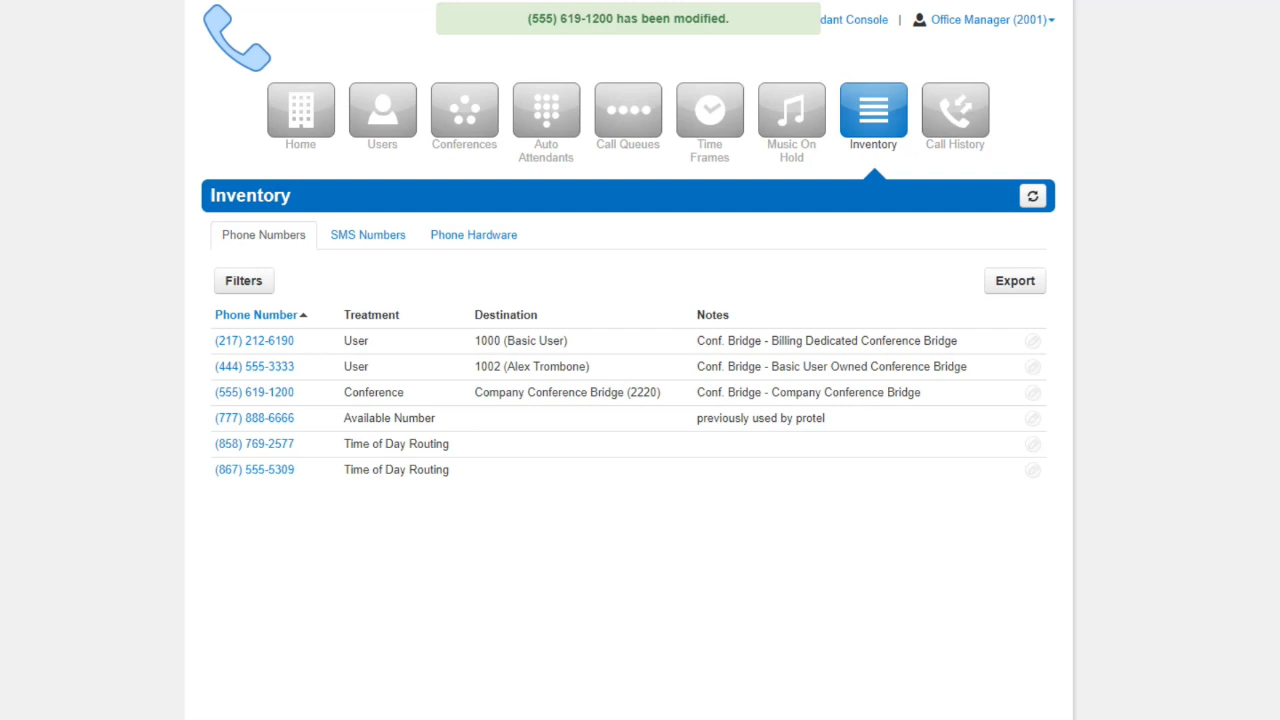 (555) 619-1200 has been modified.
dant Console | Office Manager (2001)
Home
Users
Conferences
Auto Attendants
Call Queues
Time Frames
Music On Hold
Inventory
Call History
Inventory
Phone Numbers SMS Numbers Phone Hardware
Filters Export
Phone Number Treatment Destination Notes
(217) 212-6190 User 1000 (Basic User) Conf. Bridge - Billing Dedicated Conference Bridge
(444) 555-3333 User 1002 (Alex Trombone) Conf. Bridge - Basic User Owned Conference Bridge
(555) 619-1200 Conference Company Conference Bridge (2220) Conf. Bridge - Company Conference Bridge
(777) 888-6666 Available Number previously used by protel
(858) 769-2577 Time of Day Routing
(867) 555-5309 Time of Day Routing